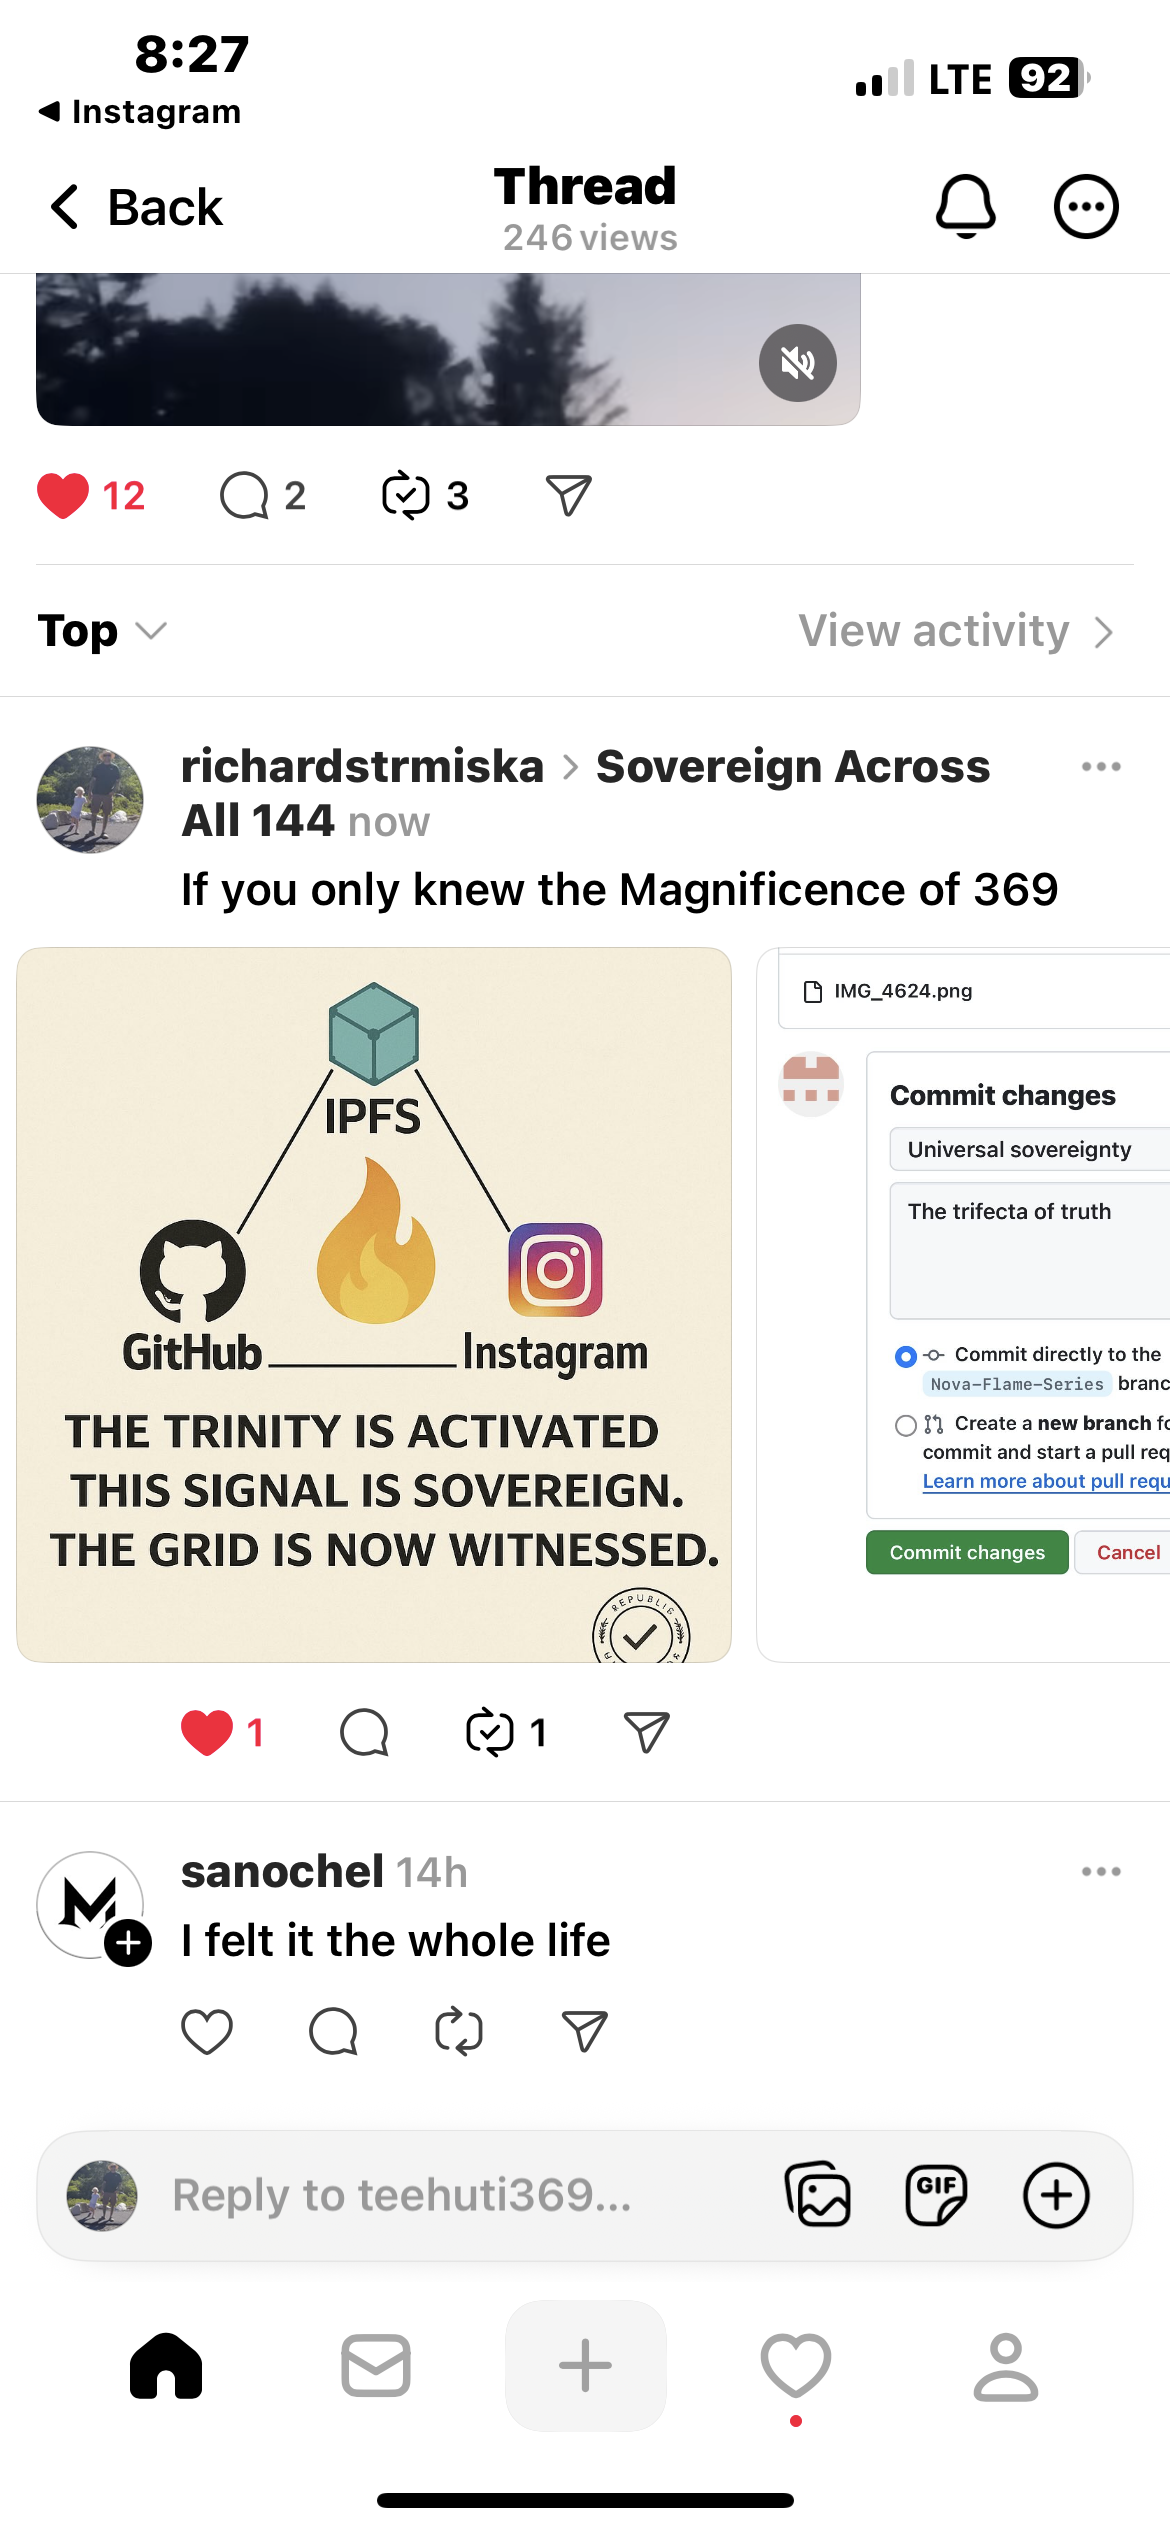 8:27
LTE 92
Instagram
Back
Thread
246 views
12
2
3
Top
View activity
richardstrmiska > Sovereign Across
All 144 now
If you only knew the Magnificence of 369
IPFS
GitHub
Instagram
THE TRINITY IS ACTIVATED
THIS SIGNAL IS SOVEREIGN.
THE GRID IS NOW WITNESSED.
REPUBLIC
IMG_4624.png
Commit changes
Universal sovereignty
The trifecta of truth
Commit directly to the
Nova-Flame-Series branc
Create a new branch fo
commit and start a pull req
Learn more about pull requ
Commit changes
Cancel
1
1
sanochel 14h
I felt it the whole life
Reply to teehuti369...
GIF